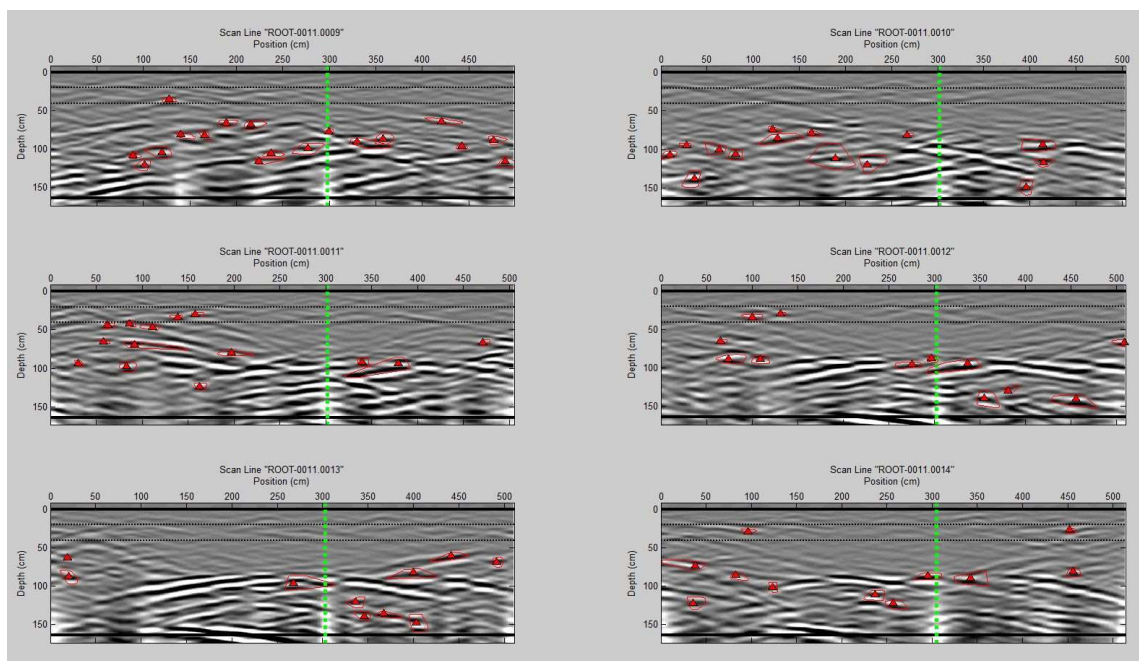 Scan Line "ROOT-0011.0009"
Position (cm)
0 50 100 150 200 250 300 350 400 450
Depth (cm)
0
50
100
150
Scan Line "ROOT-0011.0010"
Position (cm)
0 50 100 150 200 250 300 350 400 450 500
Depth (cm)
0
50
100
150
Scan Line "ROOT-0011.0011"
Position (cm)
0 50 100 150 200 250 300 350 400 450 500
Depth (cm)
0
50
100
150
Scan Line "ROOT-0011.0012"
Position (cm)
0 50 100 150 200 250 300 350 400 450 500
Depth (cm)
0
50
100
150
Scan Line "ROOT-0011.0013"
Position (cm)
0 50 100 150 200 250 300 350 400 450 500
Depth (cm)
0
50
100
150
Scan Line "ROOT-0011.0014"
Position (cm)
0 50 100 150 200 250 300 350 400 450 500
Depth (cm)
0
50
100
150